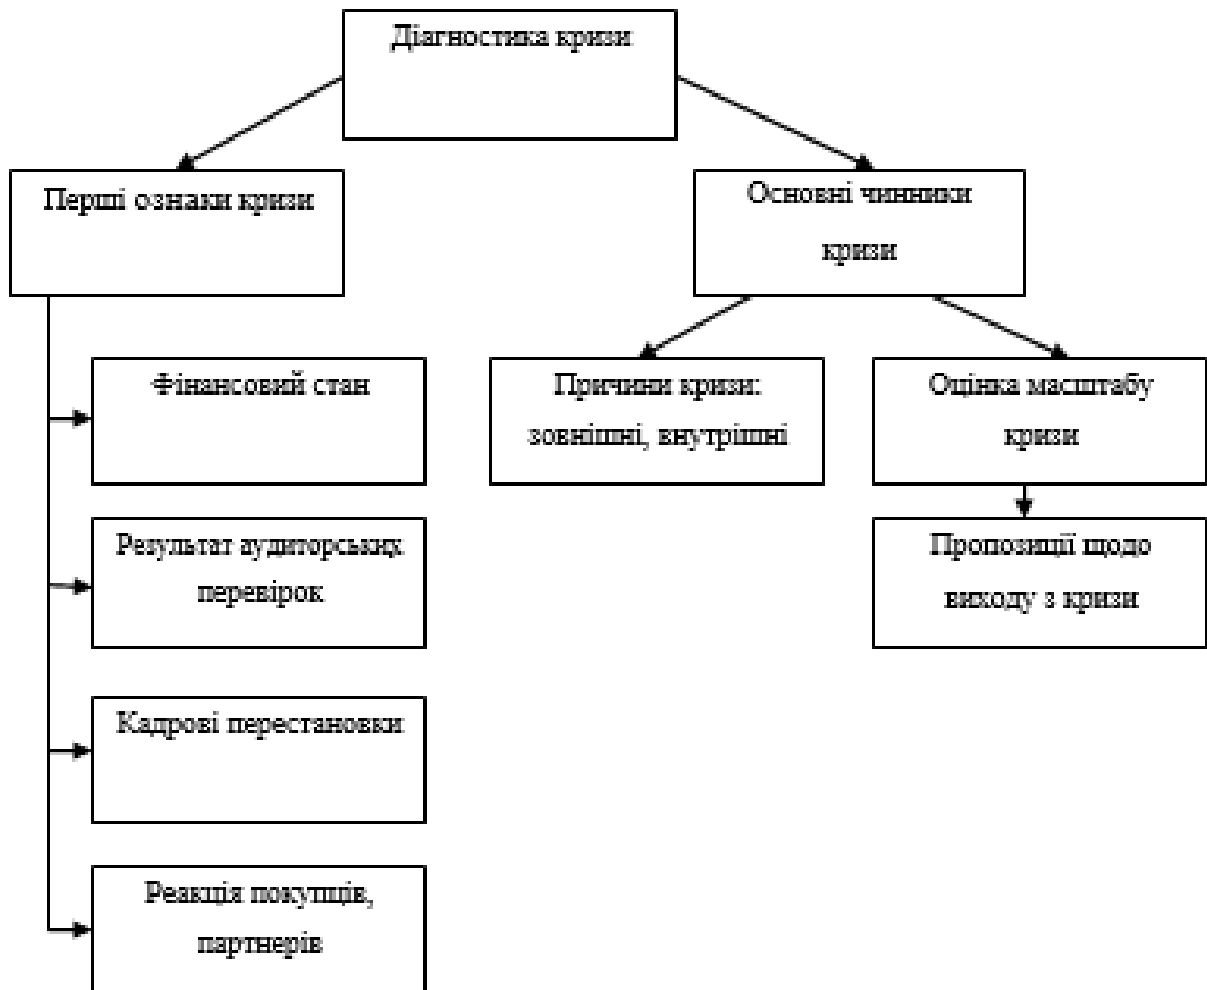 Діагностика кризи
Перші ознаки кризи
Основні чинники
кризи
Фінансовий стан
Причини кризи:
зовнішні, внутрішні
Оцінка масштабу
кризи
Результат аудиторських
перевірок
Пропозиції щодо
виходу з кризи
Кадрові перестановки
Реакція покупців,
партнерів